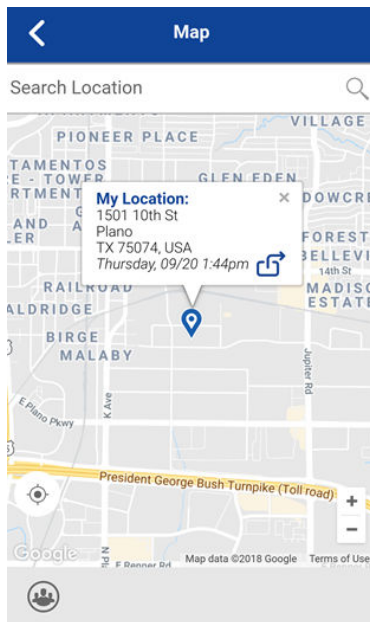 Map
Search Location
VILLAGE
PIONEER PLACE
TAMENTOS
E - TOWER
GLEN EDEN
RTMENT
My Location:
1501 10th St
Plano
TX 75074, USA
Thursday, 09/20 1:44pm
DOWCRE
AND
LER
FOREST
BELLEVI
14th St
RAILROAD
MADISO
ESTATE
ALDRIDGE
BIRGE
MALABY
Jupiter Rd
E Plano Pkwy
K Ave
President George Bush Turnpike (Toll road)
+
−
Google
E Renner Rd
Map data ©2018 Google
Terms of Use